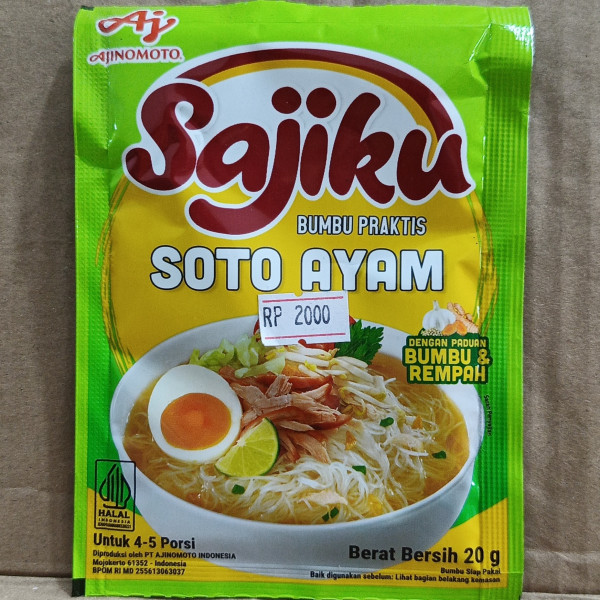 Aj
AJINOMOTO
Sajiku
BUMBU PRAKTIS
SOTO AYAM
RP 2000
DENGAN PADUAN
BUMBU &
REMPAH
HALAL
INDONESIA
Untuk 4-5 Porsi
Diproduksi oleh PT AJINOMOTO INDONESIA
Mojokerto 61352 - Indonesia
BPOM RI MD 255613063037
Berat Bersih 20 g
Bumbu Siap Pakai
Baik digunakan sebelum: Lihat bagian belakang kemasan